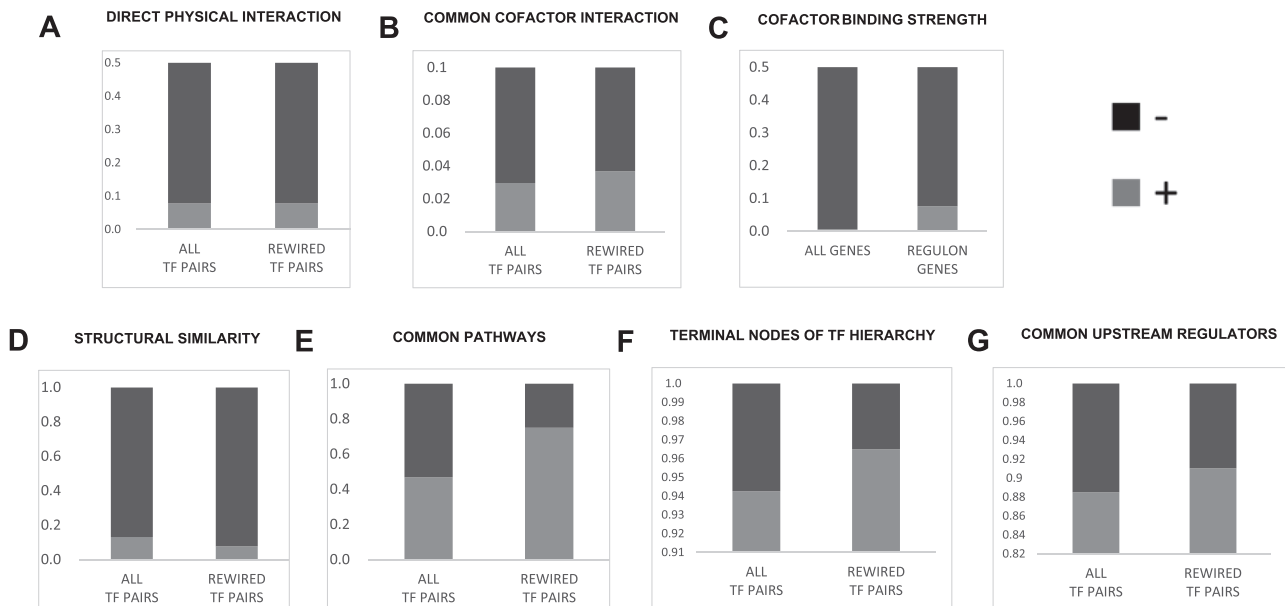 A
DIRECT PHYSICAL INTERACTION
0.5
0.4
0.3
0.2
0.1
0.0
ALL
TF PAIRS
REWIRED
TF PAIRS
B
COMMON COFACTOR INTERACTION
0.1
0.08
0.06
0.04
0.02
0.0
ALL
TF PAIRS
REWIRED
TF PAIRS
C
COFACTOR BINDING STRENGTH
0.5
0.4
0.3
0.2
0.1
0.0
ALL GENES
REGULON
GENES
-
+
D
STRUCTURAL SIMILARITY
1.0
0.8
0.6
0.4
0.2
0.0
ALL
TF PAIRS
REWIRED
TF PAIRS
E
COMMON PATHWAYS
1.0
0.8
0.6
0.4
0.2
0.0
ALL
TF PAIRS
REWIRED
TF PAIRS
F
TERMINAL NODES OF TF HIERARCHY
1.0
0.99
0.98
0.97
0.96
0.95
0.94
0.93
0.92
0.91
ALL
TF PAIRS
REWIRED
TF PAIRS
G
COMMON UPSTREAM REGULATORS
1.0
0.98
0.96
0.94
0.92
0.9
0.88
0.86
0.84
0.82
ALL
TF PAIRS
REWIRED
TF PAIRS